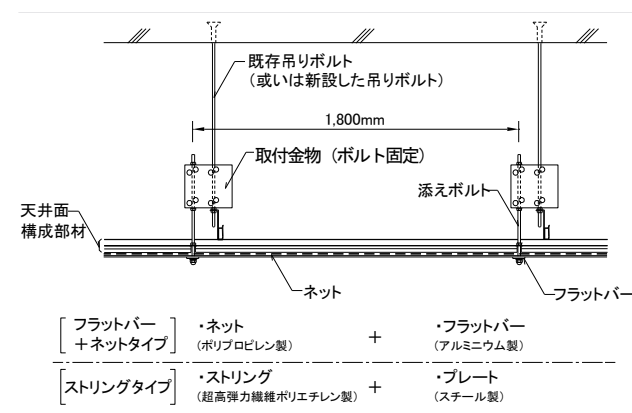 既存吊りボルト
（或いは新設した吊りボルト）
1,800mm
取付金物（ボルト固定）
添えボルト
天井面
構成部材
ネット
フラットバー
フラットバー
＋ネットタイプ
・ネット
（ポリプロピレン製）
＋
・フラットバー
（アルミニウム製）
ストリングタイプ
・ストリング
（超高弾力繊維ポリエチレン製）
＋
・プレート
（スチール製）